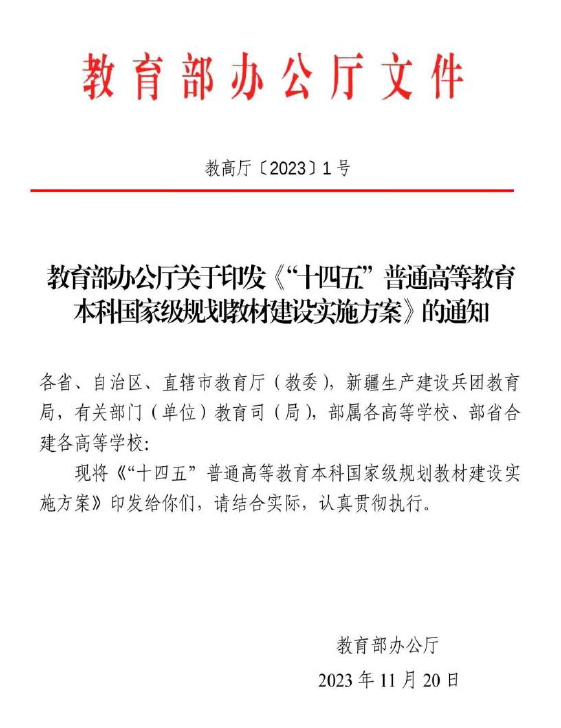 教育部办公厅文件
教高厅〔2023〕1号
教育部办公厅关于印发《“十四五”普通高等教育
本科国家级规划教材建设实施方案》的通知
各省、自治区、直辖市教育厅（教委），新疆生产建设兵团教育
局，有关部门（单位）教育司（局），部属各高等学校、部省合
建各高等学校：
现将《“十四五”普通高等教育本科国家级规划教材建设实
施方案》印发给你们，请结合实际，认真贯彻执行。
教育部办公厅
2023年11月20日